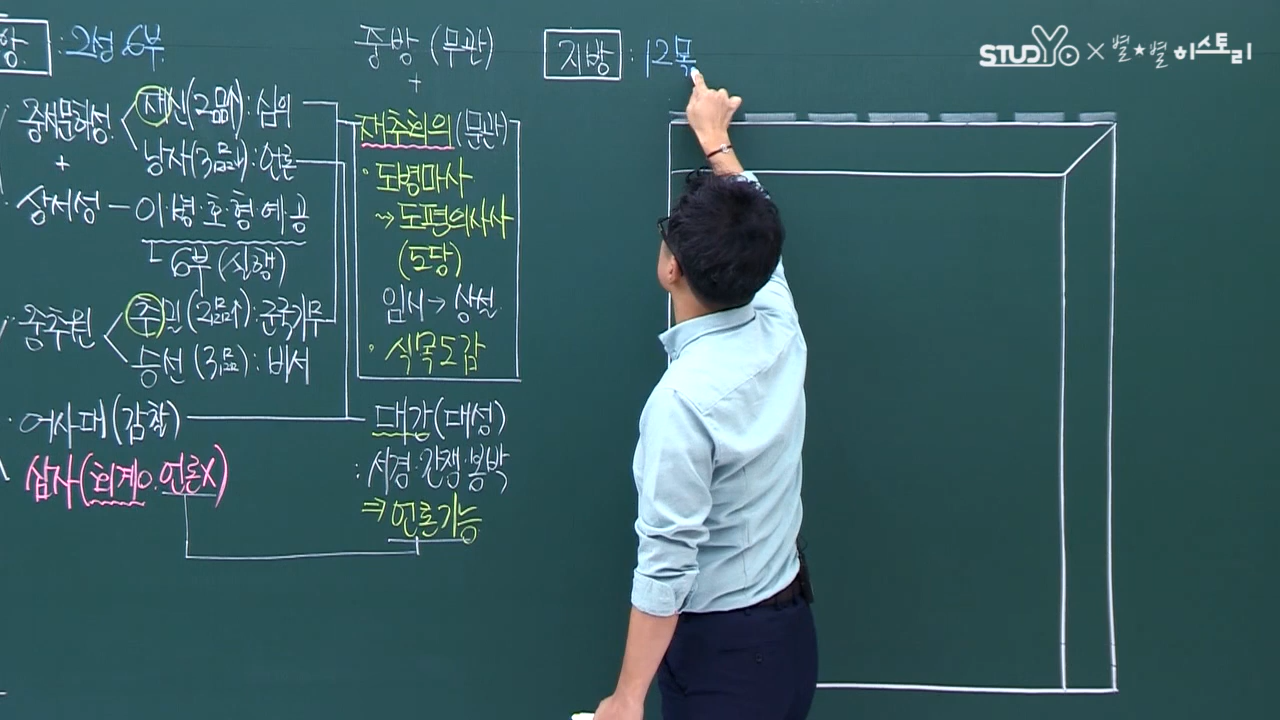 앙 : 2성 6부
중서문하성
재신(2품↑) : 심의
낭사(3품↓) : 언론
+
상서성 - 이·병·호·형·예·공
6부(실행)
중추원
추밀(2품↑) : 군국기무
승선(3품) : 비서
· 어사대(감찰)
삼사(회계O. 언론X)
중방(무관)
+
재추회의(문관)
· 도병마사
→ 도평의사사
(도당)
임시→상설
· 식목도감
대간(대성)
: 서경·간쟁·봉박
⇒ 언론기능
지방 : 12목
STUDYo × 별★별 히스토리